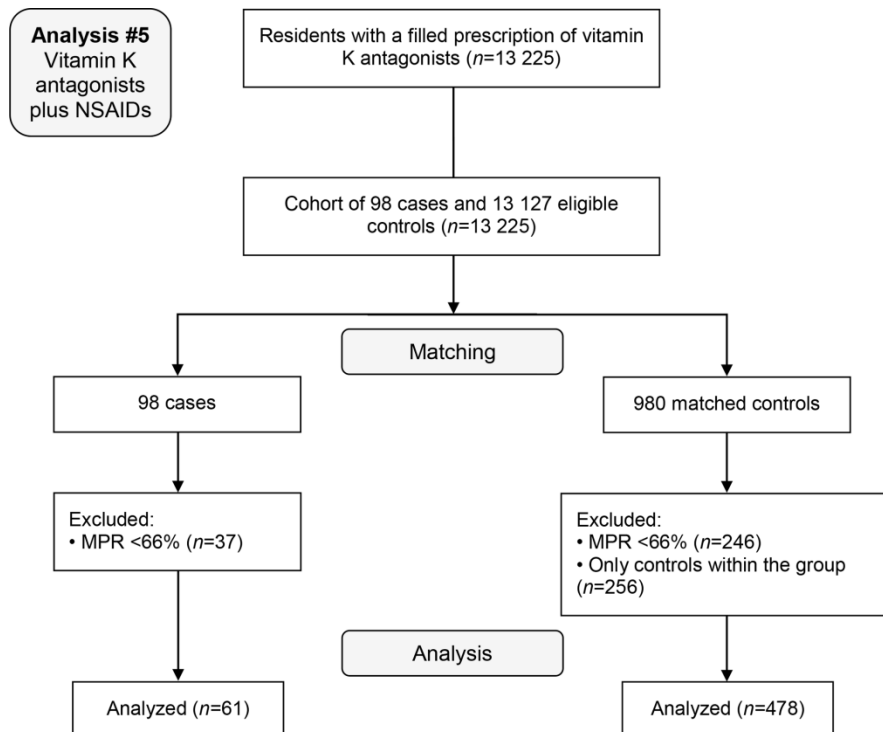 Analysis #5
Vitamin K
antagonists
plus NSAIDs
Residents with a filled prescription of vitamin
K antagonists (n=13 225)
Cohort of 98 cases and 13 127 eligible
controls (n=13 225)
Matching
98 cases
980 matched controls
Excluded:
• MPR <66% (n=37)
Excluded:
• MPR <66% (n=246)
• Only controls within the group
(n=256)
Analysis
Analyzed (n=61)
Analyzed (n=478)